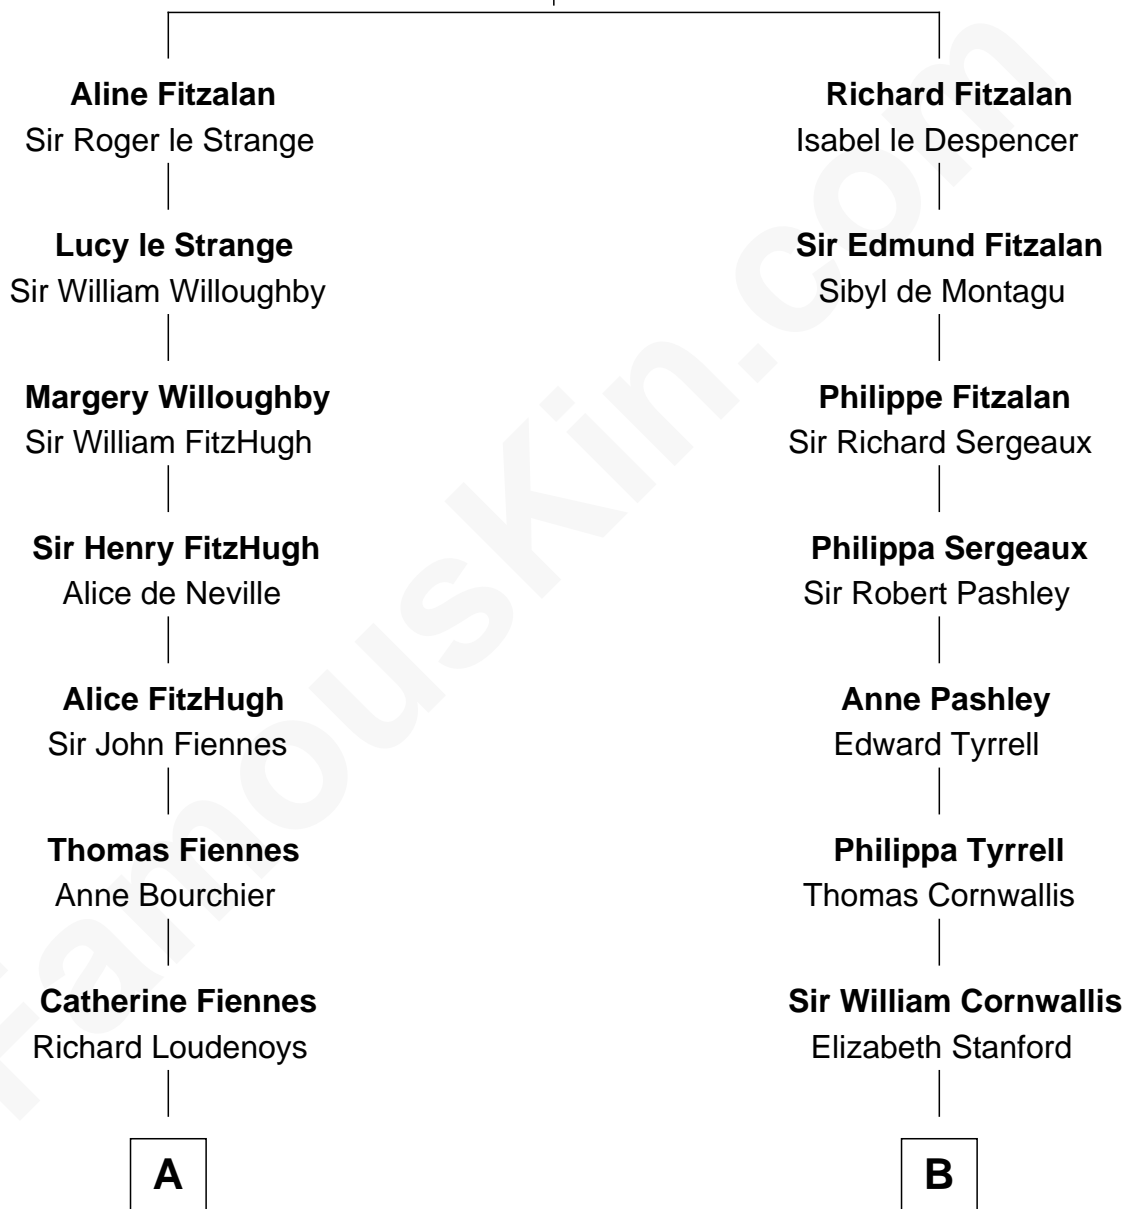 Aline Fitzalan
Sir Roger le Strange
Lucy le Strange
Sir William Willoughby
Margery Willoughby
Sir William FitzHugh
Sir Henry FitzHugh
Alice de Neville
Alice FitzHugh
Sir John Fiennes
Thomas Fiennes
Anne Bourchier
Catherine Fiennes
Richard Loudenoys
A
Richard Fitzalan
Isabel le Despencer
Sir Edmund Fitzalan
Sibyl de Montagu
Philippe Fitzalan
Sir Richard Sergeaux
Philippa Sergeaux
Sir Robert Pashley
Anne Pashley
Edward Tyrrell
Philippa Tyrrell
Thomas Cornwallis
Sir William Cornwallis
Elizabeth Stanford
B
FamousKin.com